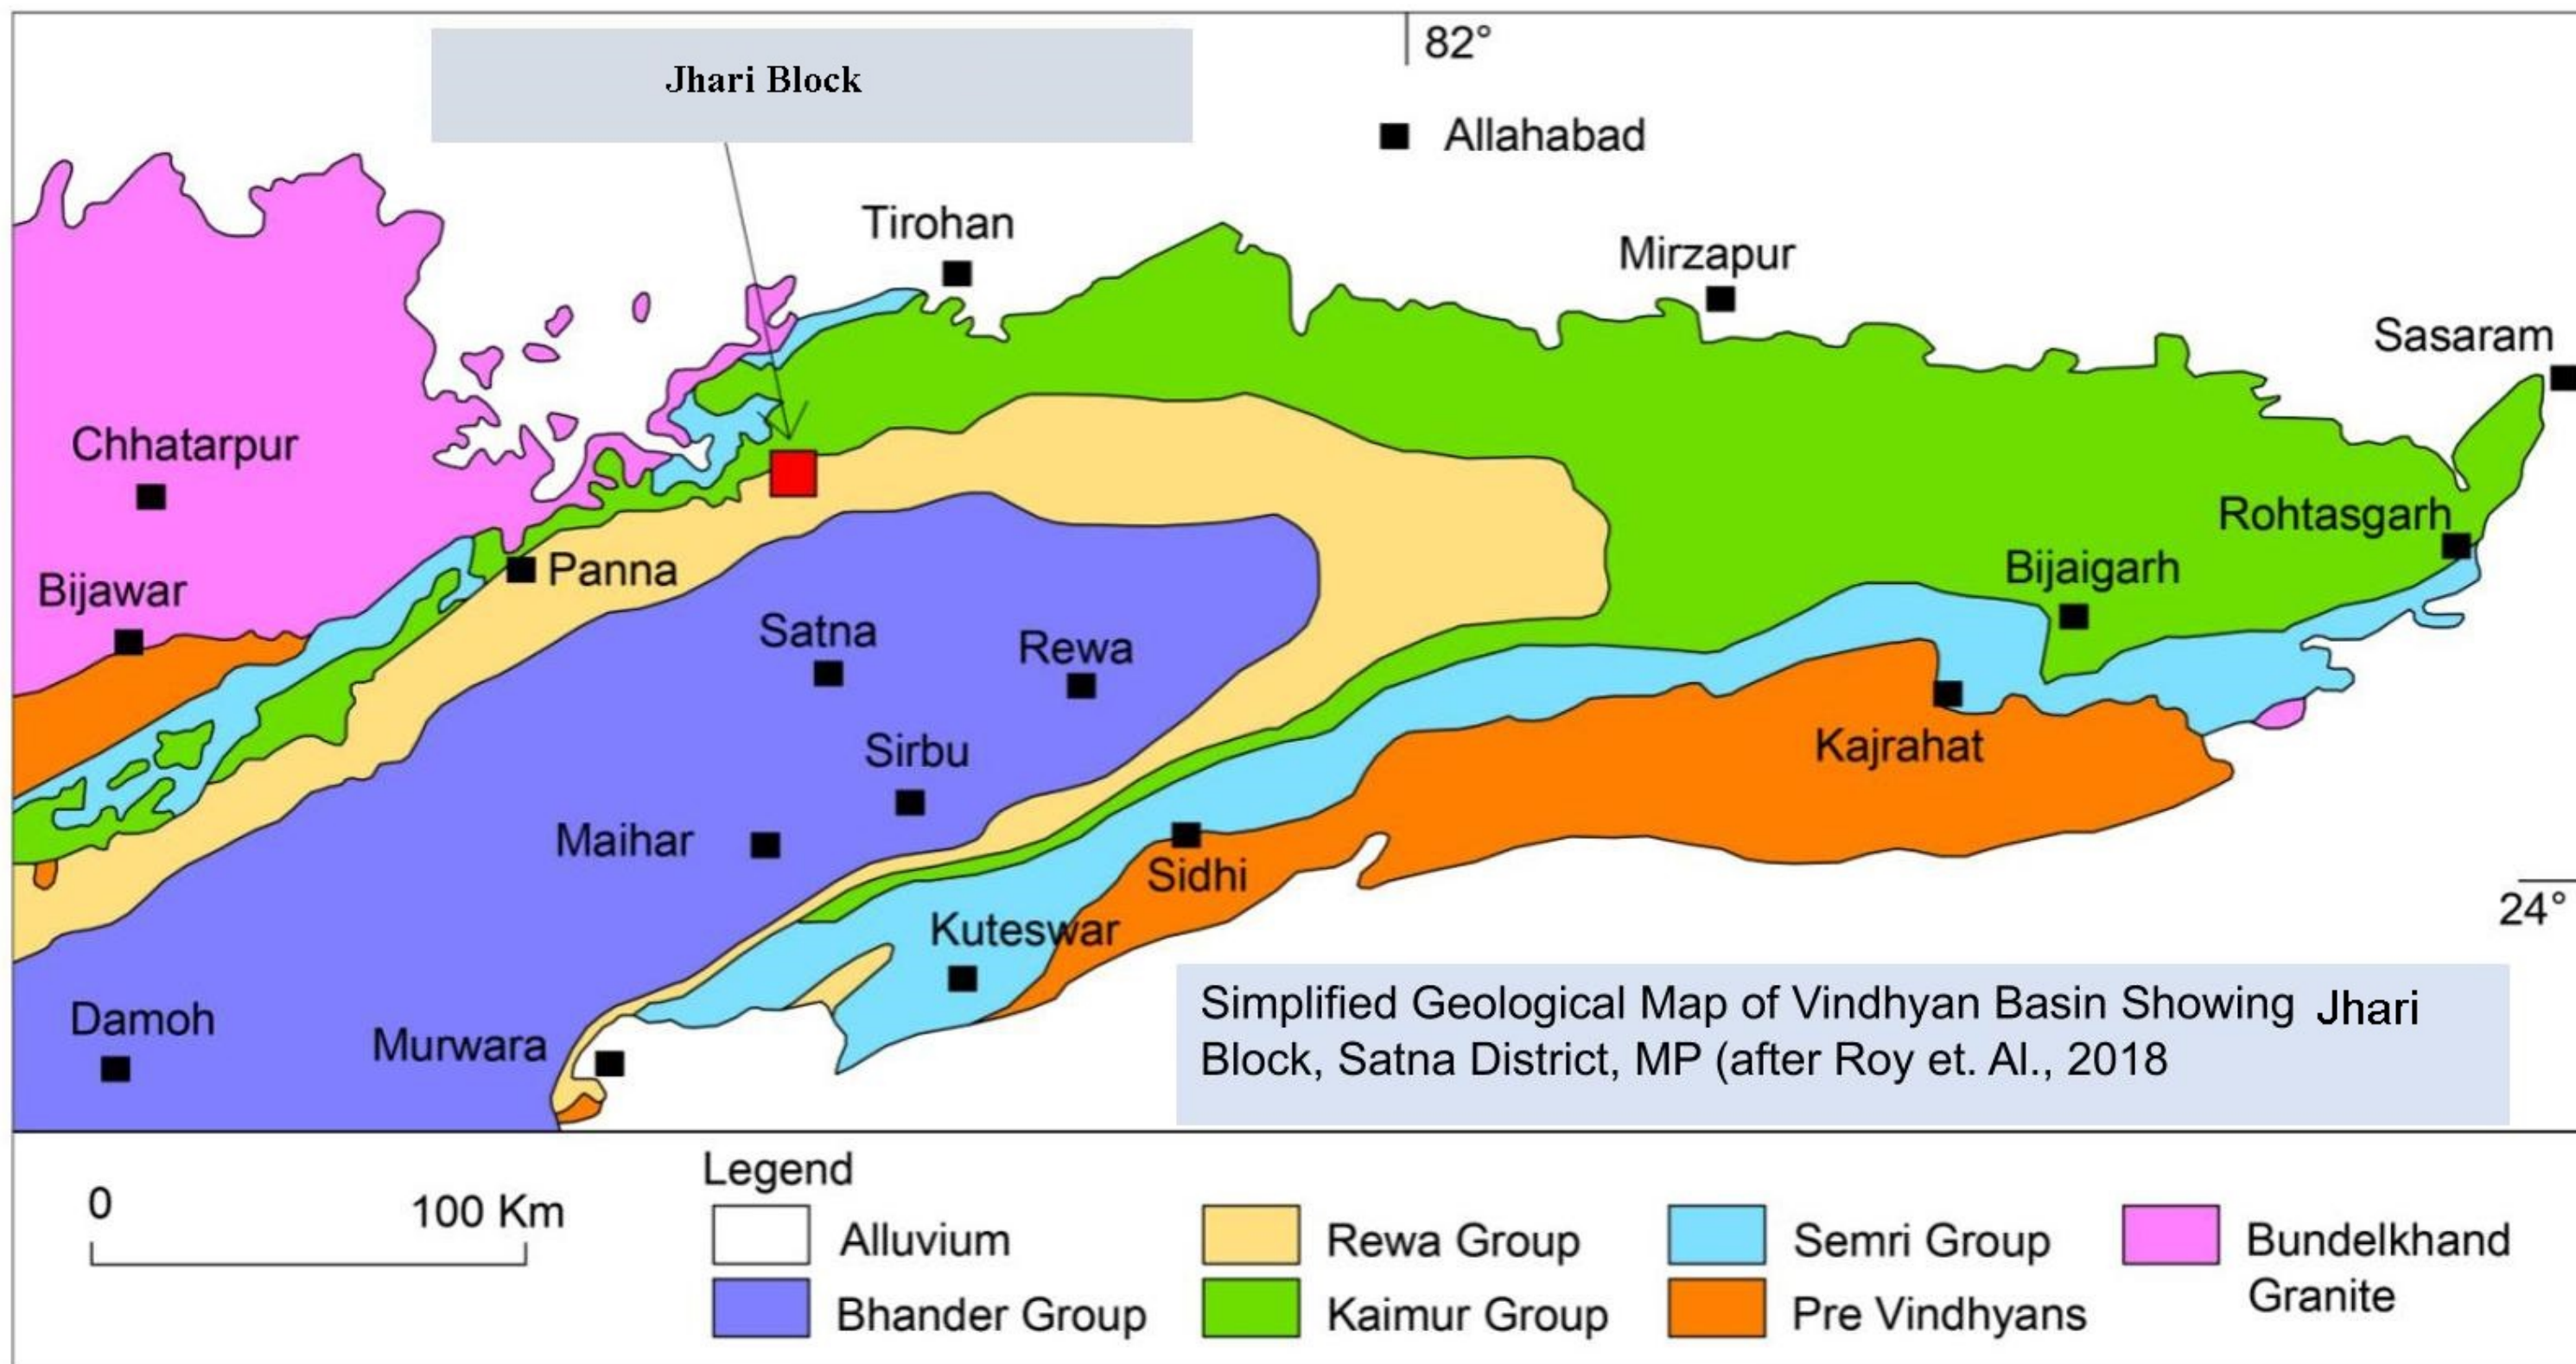 82°
Jhari Block
Allahabad
Tirohan
Mirzapur
Sasaram
Chhatarpur
Rohtasgarh
Bijaigarh
Panna
Bijawar
Satna
Rewa
Sirbu
Kajrahat
Maihar
Sidhi
24°
Kuteswar
Simplified Geological Map of Vindhyan Basin Showing Jhari
Block, Satna District, MP (after Roy et. Al., 2018
Damoh
Murwara
Legend
0 100 Km
Alluvium
Rewa Group
Semri Group
Bundelkhand
Granite
Bhander Group
Kaimur Group
Pre Vindhyans